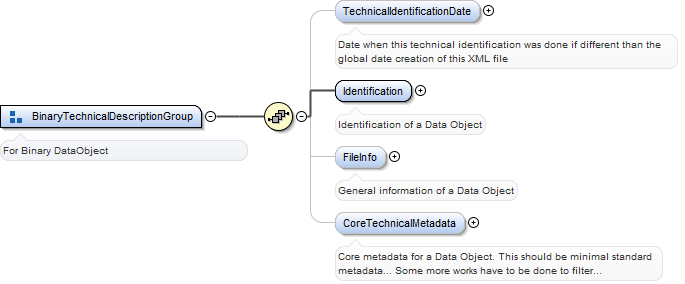 TechnicalIdentificationDate
Date when this technical identification was done if different than the
global date creation of this XML file
Identification
BinaryTechnicalDescriptionGroup
Identification of a Data Object
For Binary DataObject
FileInfo
General information of a Data Object
CoreTechnicalMetadata
Core metadata for a Data Object. This should be minimal standard
metadata... Some more works have to be done to filter...